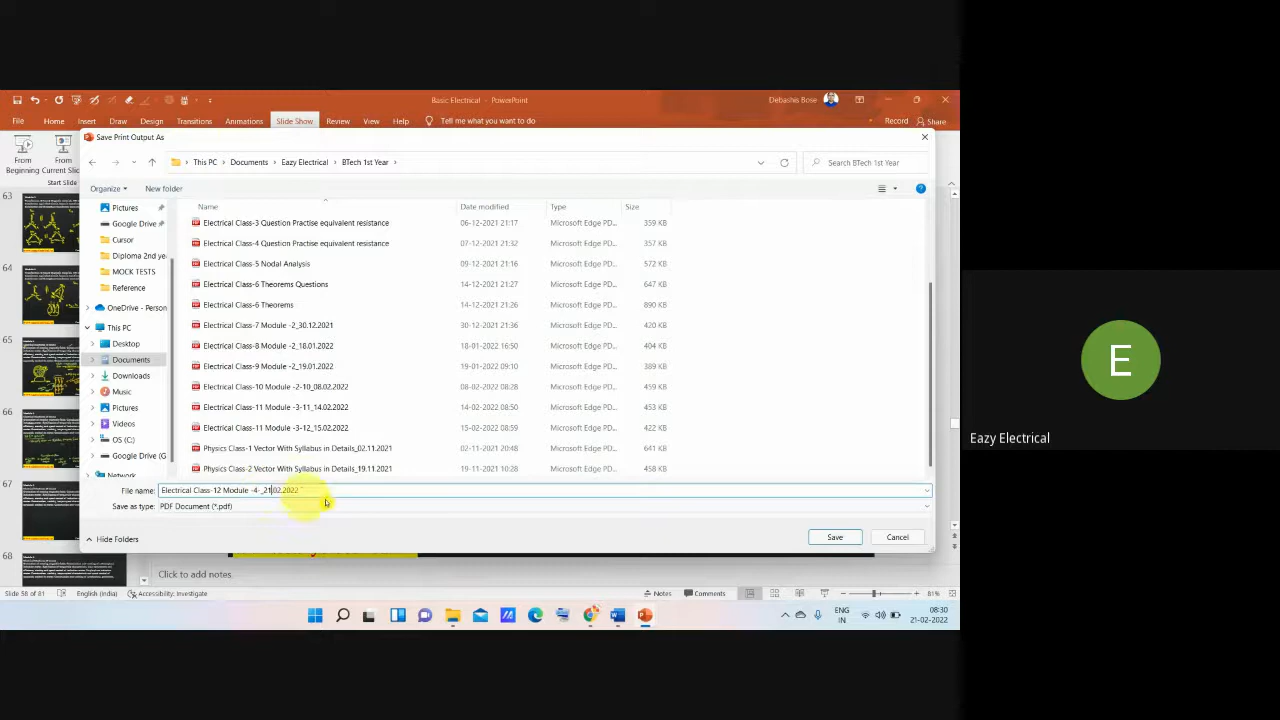 Basic Electrical - PowerPoint
Debashis Bose
File Home Insert Draw Design Transitions Animations Slide Show Review View Help Tell me what you want to do Record Share
From Beginning
From Current Slide
Start Slide
Save Print Output As
This PC > Documents > Eazy Electrical > BTech 1st Year >
Search BTech 1st Year
Organize New folder
Name Date modified Type Size
Pictures
Google Drive
Cursor
Diploma 2nd ye
MOCK TESTS
Reference
OneDrive - Person
This PC
Desktop
Documents
Downloads
Music
Pictures
Videos
OS (C:)
Google Drive (G
Network
Electrical Class-3 Question Practise equivalent resistance 06-12-2021 21:17 Microsoft Edge PD... 359 KB
Electrical Class-4 Question Practise equivalent resistance 07-12-2021 21:32 Microsoft Edge PD... 357 KB
Electrical Class-5 Nodal Analysis 09-12-2021 21:16 Microsoft Edge PD... 572 KB
Electrical Class-6 Theorems Questions 14-12-2021 21:27 Microsoft Edge PD... 647 KB
Electrical Class-6 Theorems 14-12-2021 21:26 Microsoft Edge PD... 890 KB
Electrical Class-7 Module -2_30.12.2021 30-12-2021 21:36 Microsoft Edge PD... 420 KB
Electrical Class-8 Module -2_18.01.2022 18-01-2022 16:50 Microsoft Edge PD... 404 KB
Electrical Class-9 Module -2_19.01.2022 19-01-2022 09:10 Microsoft Edge PD... 389 KB
Electrical Class-10 Module -2-10_08.02.2022 08-02-2022 08:28 Microsoft Edge PD... 459 KB
Electrical Class-11 Module -3-11_14.02.2022 14-02-2022 08:50 Microsoft Edge PD... 453 KB
Electrical Class-11 Module -3-12_15.02.2022 15-02-2022 08:59 Microsoft Edge PD... 422 KB
Physics Class-1 Vector With Syllabus in Details_02.11.2021 02-11-2021 20:48 Microsoft Edge PD... 641 KB
Physics Class-2 Vector With Syllabus in Details_19.11.2021 19-11-2021 10:28 Microsoft Edge PD... 458 KB
File name: Electrical Class-12 Module -4-_21.02.2022
Save as type: PDF Document (*.pdf)
Hide Folders Save Cancel
63
64
65
66
67
68
Click to add notes
Slide 58 of 81 English (India) Accessibility: Investigate Notes Comments 81%
ENG
IN
08:30
21-02-2022
E
Eazy Electrical